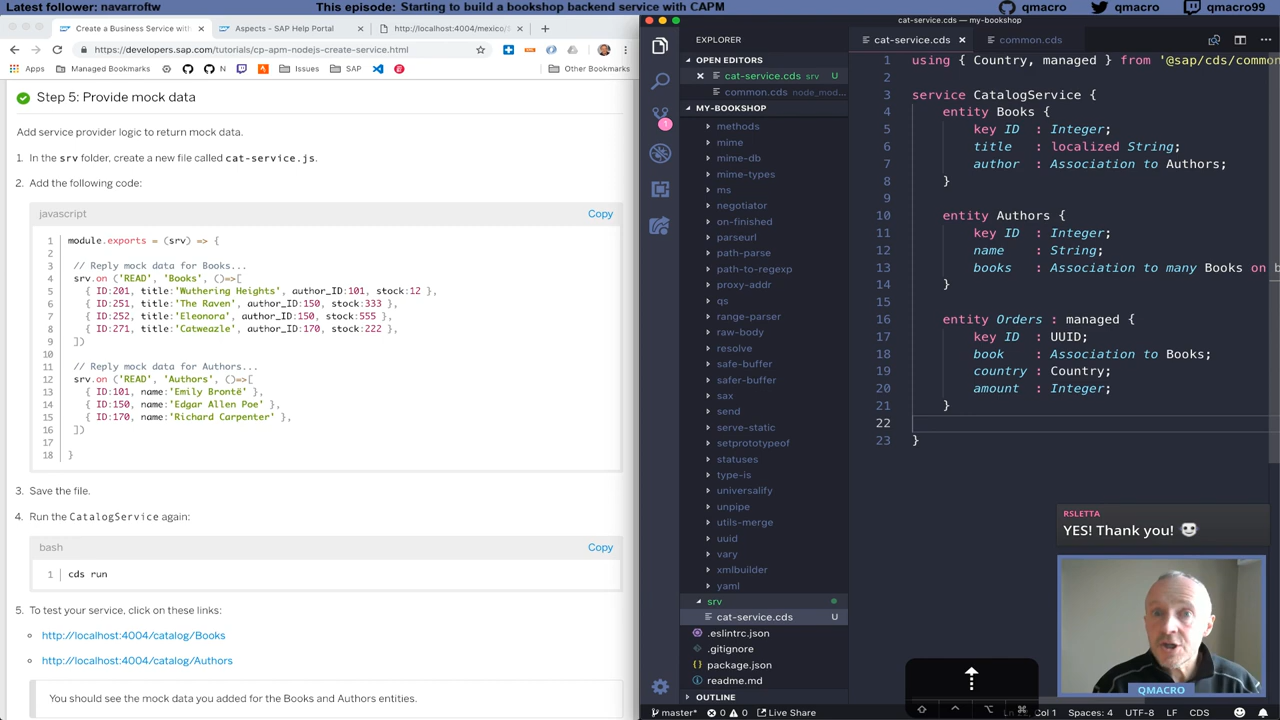 Latest follower: navarroftw
This episode: Starting to build a bookshop backend service with CAPM
qmacro
qmacro
qmacro99
Create a Business Service with
Aspects - SAP Help Portal
http://localhost:4004/mexico/
https://developers.sap.com/tutorials/cp-apm-nodejs-create-service.html
Apps
Managed Bookmarks
N
Issues
SAP
Other Bookmarks
Step 5: Provide mock data
Add service provider logic to return mock data.
1. In the srv folder, create a new file called cat-service.js.
2. Add the following code:
javascript
Copy
1 module.exports = (srv) => {
2
3 // Reply mock data for Books...
4 srv.on ('READ', 'Books', ()=>[
5 { ID:201, title:'Wuthering Heights', author_ID:101, stock:12 },
6 { ID:251, title:'The Raven', author_ID:150, stock:333 },
7 { ID:252, title:'Eleonora', author_ID:150, stock:555 },
8 { ID:271, title:'Catweazle', author_ID:170, stock:222 },
9 ])
10
11 // Reply mock data for Authors...
12 srv.on ('READ', 'Authors', ()=>[
13 { ID:101, name:'Emily Brontë' },
14 { ID:150, name:'Edgar Allen Poe' },
15 { ID:170, name:'Richard Carpenter' },
16 ])
17
18 }
3. Save the file.
4. Run the CatalogService again:
bash
Copy
1 cds run
5. To test your service, click on these links:
http://localhost:4004/catalog/Books
http://localhost:4004/catalog/Authors
You should see the mock data you added for the Books and Authors entities.
cat-service.cds — my-bookshop
EXPLORER
OPEN EDITORS
cat-service.cds srv U
common.cds node_mod...
MY-BOOKSHOP
methods
mime
mime-db
mime-types
ms
negotiator
on-finished
parseurl
path-parse
path-to-regexp
proxy-addr
qs
range-parser
raw-body
resolve
safe-buffer
safer-buffer
sax
send
serve-static
setprototypeof
statuses
type-is
universalify
unpipe
utils-merge
uuid
vary
xmlbuilder
yaml
srv
cat-service.cds U
.eslintrc.json
.gitignore
package.json
readme.md
OUTLINE
1
cat-service.cds
common.cds
1 using { Country, managed } from '@sap/cds/commo
2
3 service CatalogService {
4 entity Books {
5 key ID : Integer;
6 title : localized String;
7 author : Association to Authors;
8 }
9
10 entity Authors {
11 key ID : Integer;
12 name : String;
13 books : Association to many Books on b
14 }
15
16 entity Orders : managed {
17 key ID : UUID;
18 book : Association to Books;
19 country : Country;
20 amount : Integer;
21 }
22
23 }
RSLETTA
YES! Thank you!
QMACRO
master*
0
0
Live Share
Col 1
Spaces: 4
UTF-8
LF
CDS